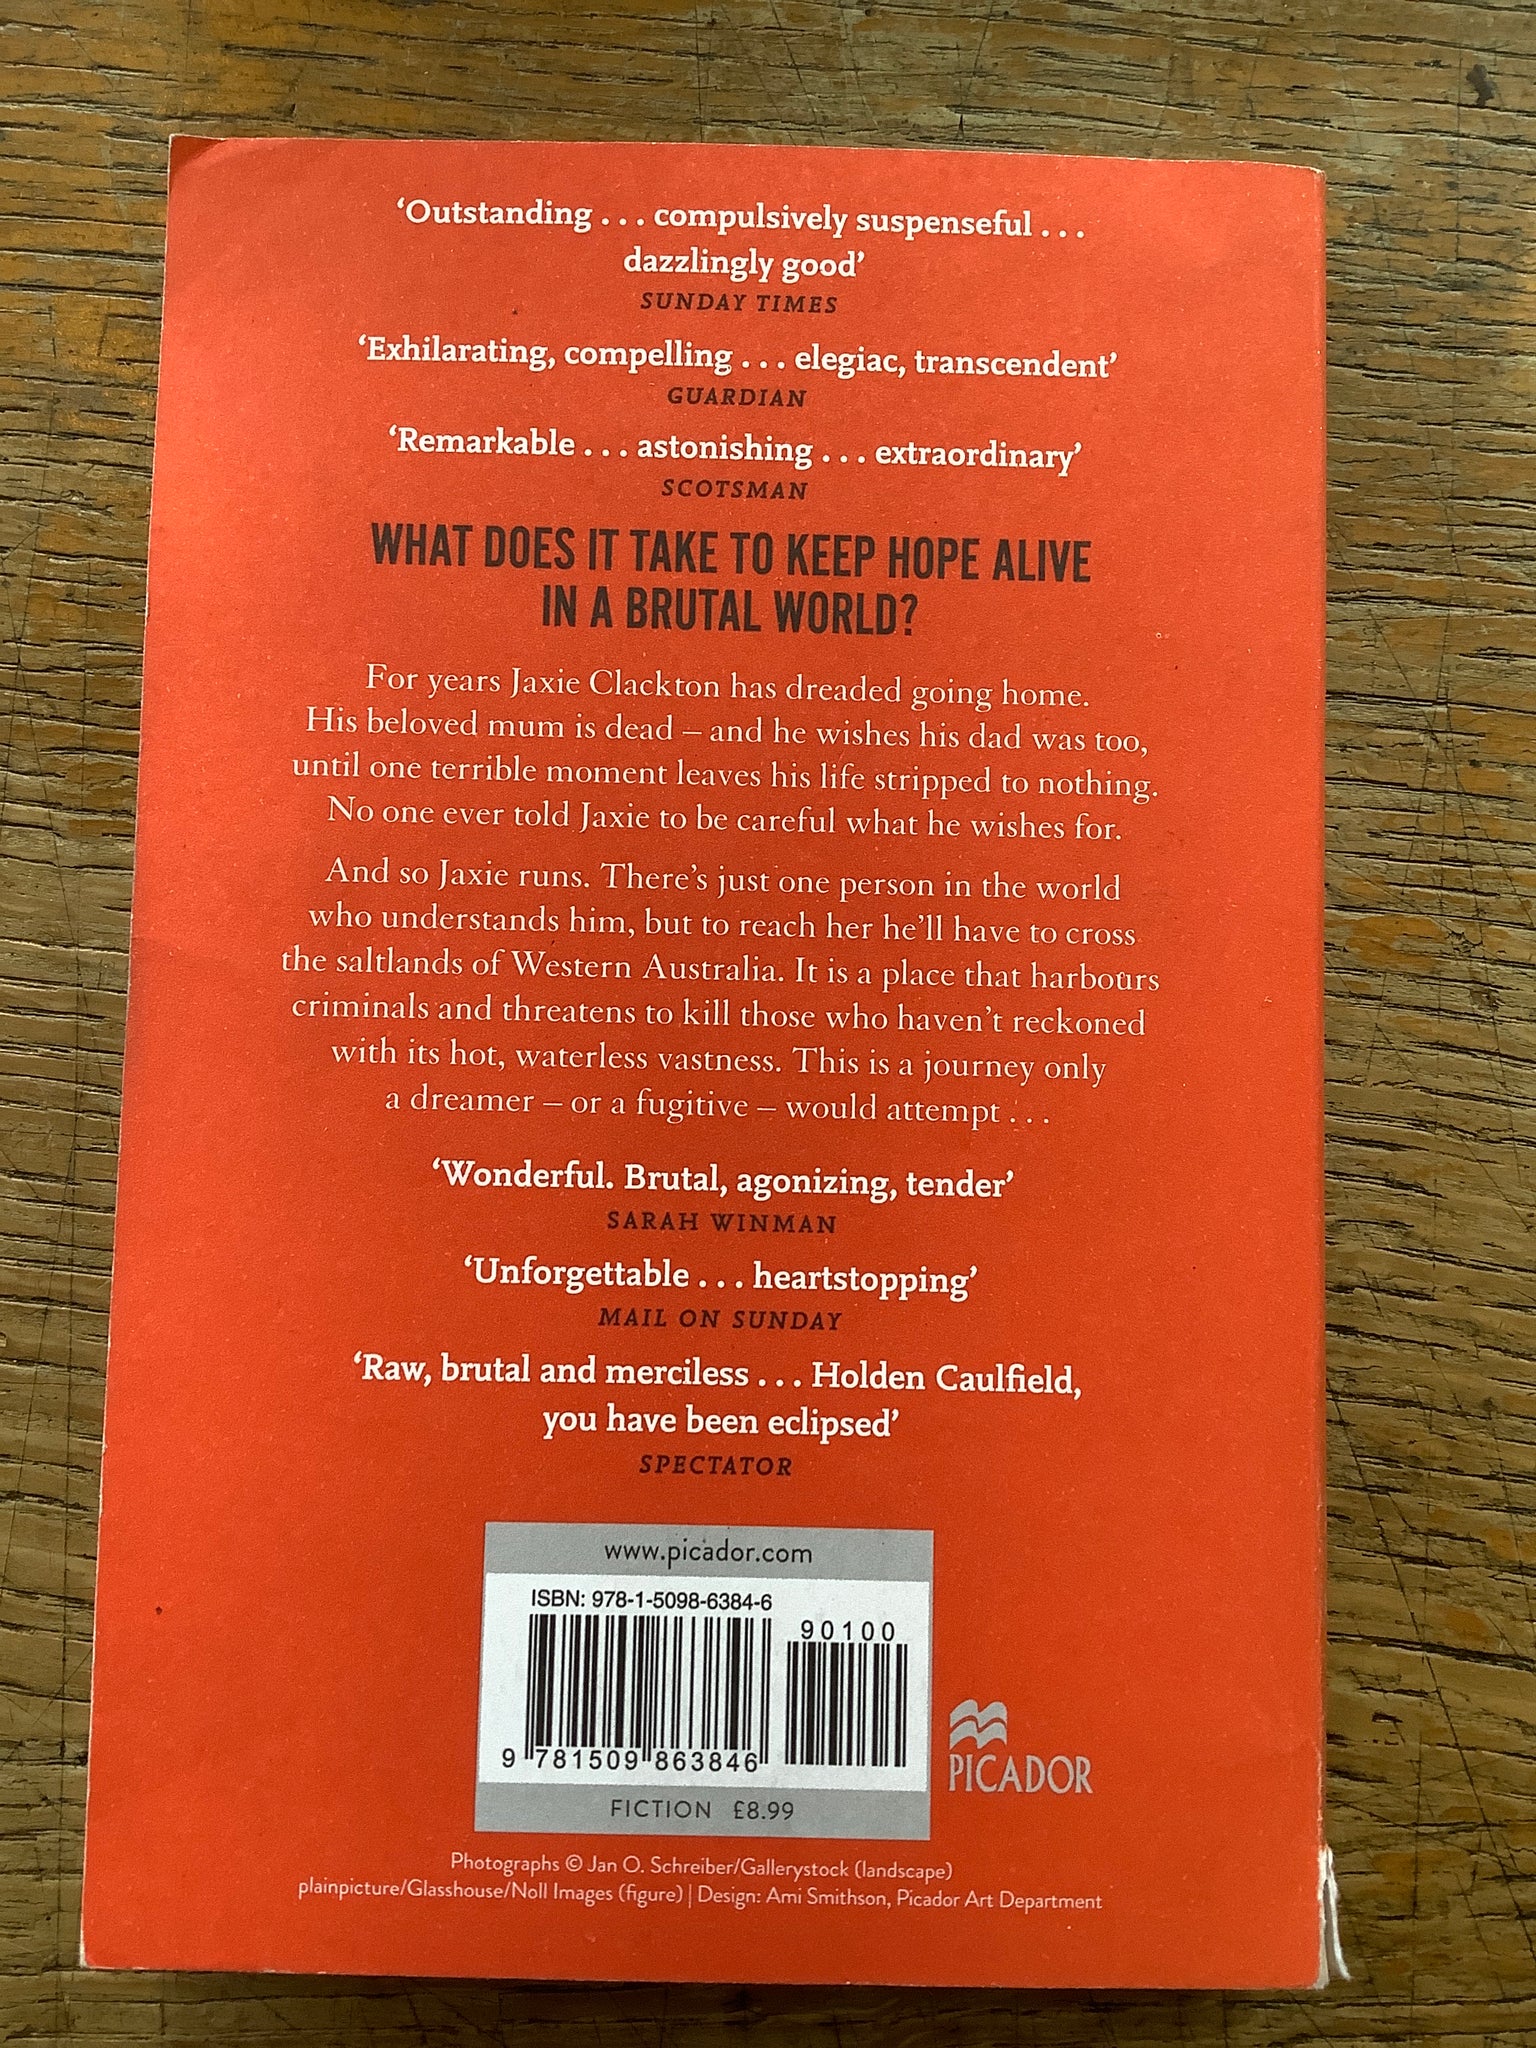 ‘Outstanding . . . compulsively suspenseful . . .
dazzlingly good’
SUNDAY TIMES
‘Exhilarating, compelling . . . elegiac, transcendent’
GUARDIAN
‘Remarkable . . . astonishing . . . extraordinary’
SCOTSMAN
WHAT DOES IT TAKE TO KEEP HOPE ALIVE
IN A BRUTAL WORLD?
For years Jaxie Clackton has dreaded going home.
His beloved mum is dead – and he wishes his dad was too,
until one terrible moment leaves his life stripped to nothing.
No one ever told Jaxie to be careful what he wishes for.
And so Jaxie runs. There’s just one person in the world
who understands him, but to reach her he’ll have to cross
the saltlands of Western Australia. It is a place that harbours
criminals and threatens to kill those who haven’t reckoned
with its hot, waterless vastness. This is a journey only
a dreamer – or a fugitive – would attempt . . .
‘Wonderful. Brutal, agonizing, tender’
SARAH WINMAN
‘Unforgettable . . . heartstopping’
MAIL ON SUNDAY
‘Raw, brutal and merciless . . . Holden Caulfield,
you have been eclipsed’
SPECTATOR
www.picador.com
ISBN: 978-1-5098-6384-6
90100
9 781509 863846
FICTION £8.99
PICADOR
Photographs © Jan O. Schreiber/Gallerystock (landscape)
plainpicture/Glasshouse/Noll Images (figure) | Design: Ami Smithson, Picador Art Department